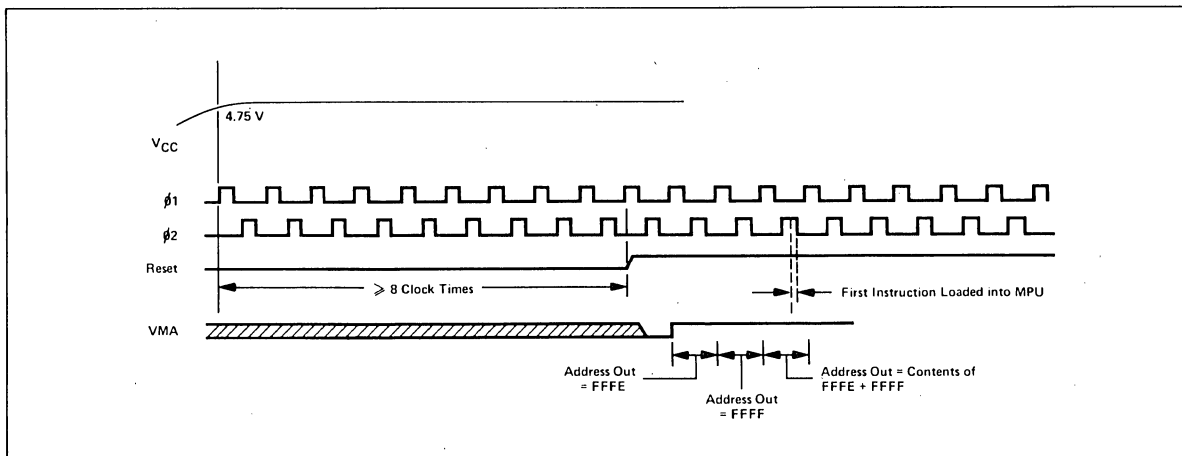 4.75 V
VCC
ϕ1
ϕ2
Reset
⩾ 8 Clock Times
First Instruction Loaded into MPU
VMA
Address Out
= FFFE
Address Out
= FFFF
Address Out = Contents of
FFFE + FFFF